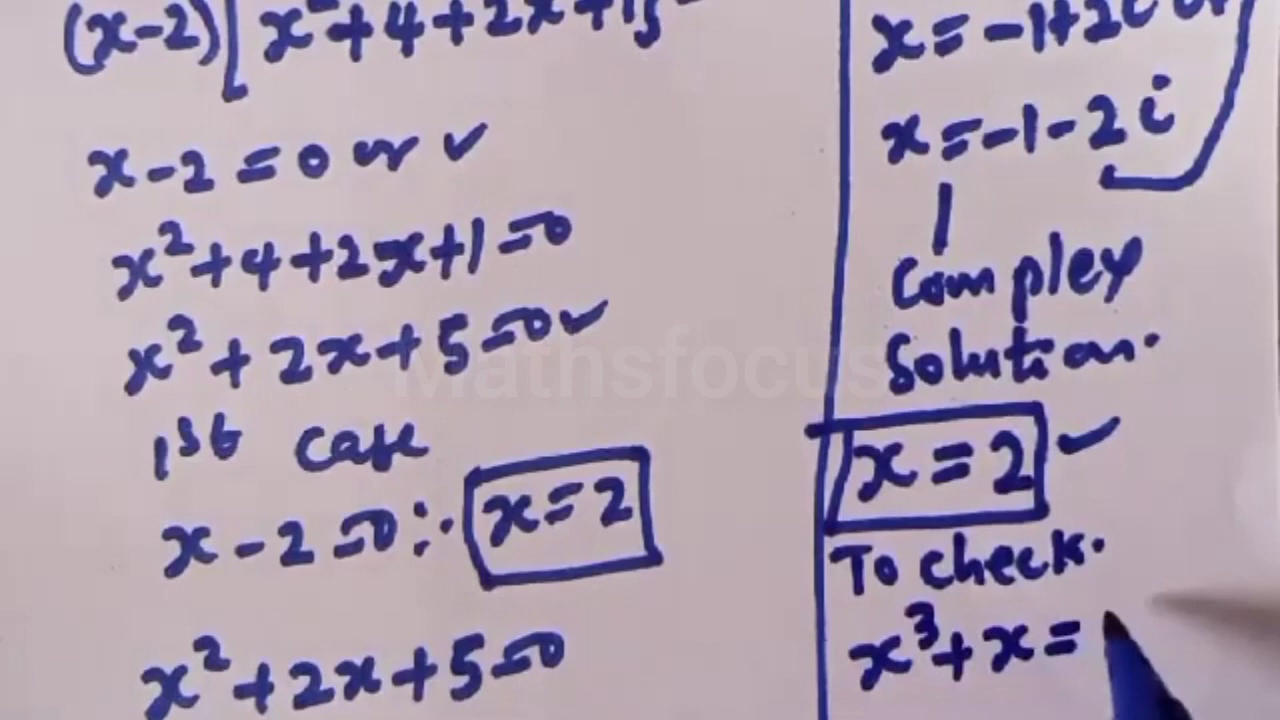 (x-2)[x²+4+2x+1]
x-2=0 or ✓
x²+4+2x+1=0
x²+2x+5=0✓
1st case
x-2=0∴ x=2
x²+2x+5=0
x=-1+2i or
x=-1-2i
Complex
Solution.
x=2 ✓
To check.
x³+x=
Mathsfocus